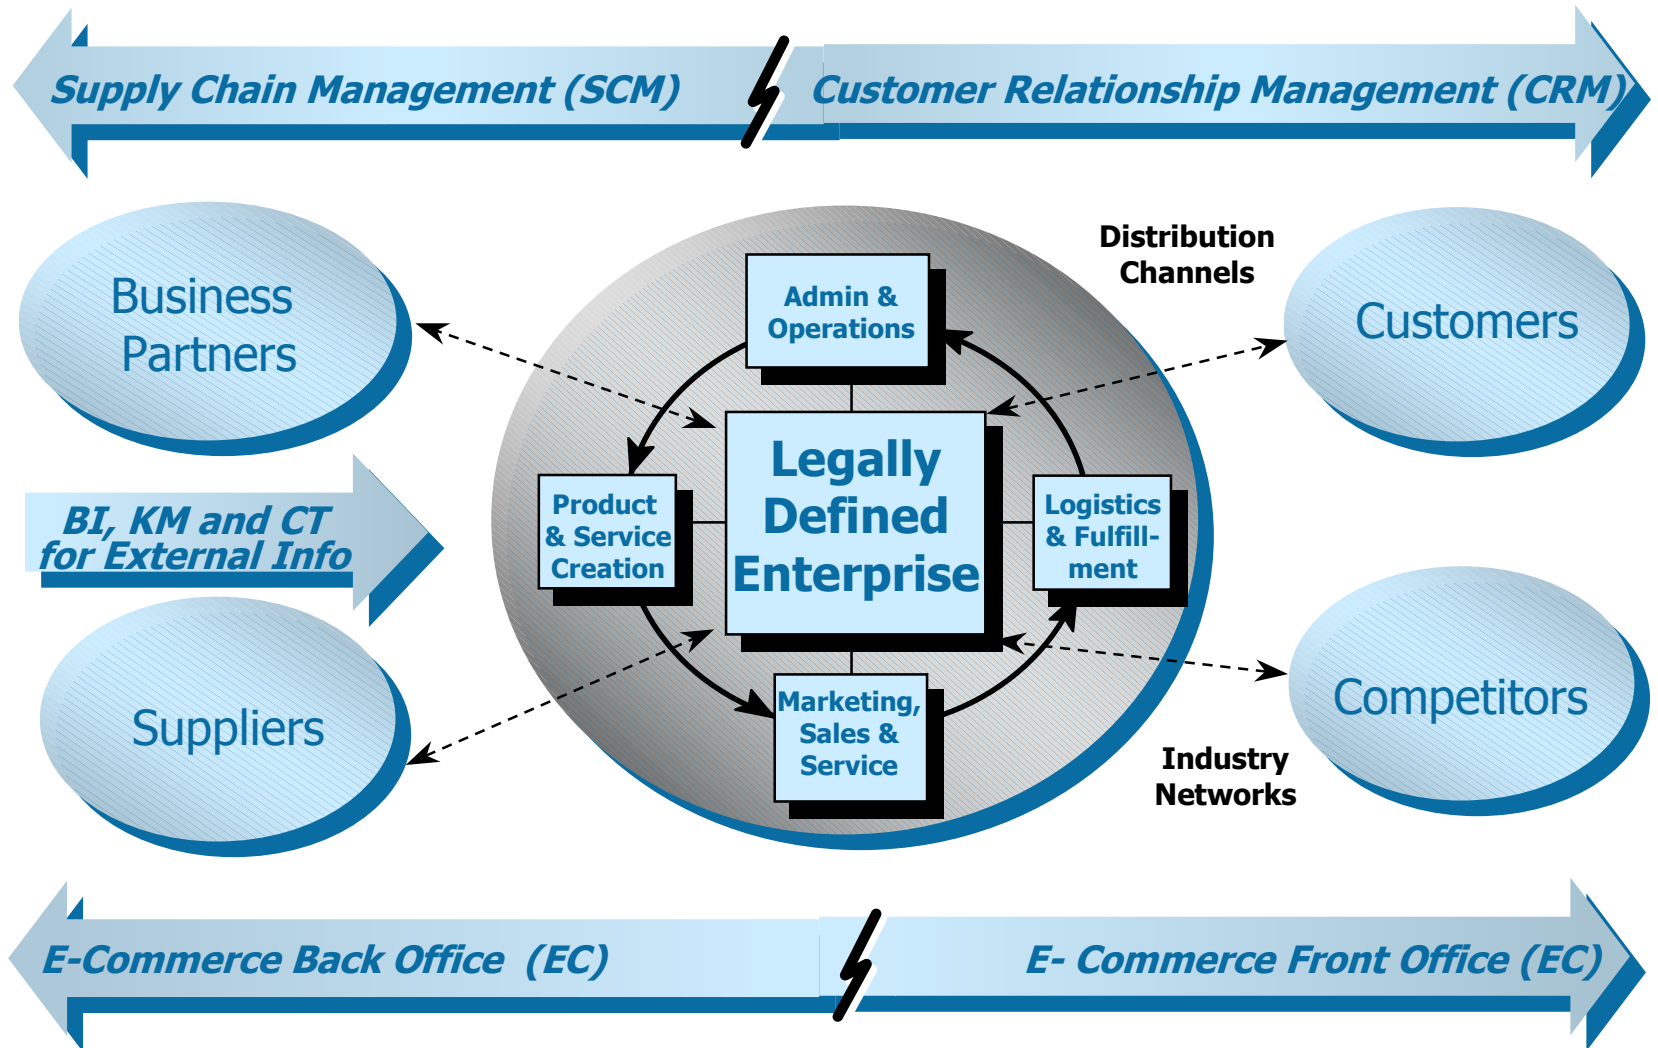 Supply Chain Management (SCM)
Customer Relationship Management (CRM)
Business
Partners
Distribution
Channels
Customers
Admin &
Operations
Legally
Defined
Enterprise
Product
& Service
Creation
Logistics
& Fulfill-
ment
BI, KM and CT
for External Info
Suppliers
Marketing,
Sales &
Service
Competitors
Industry
Networks
E-Commerce Back Office (EC)
E- Commerce Front Office (EC)